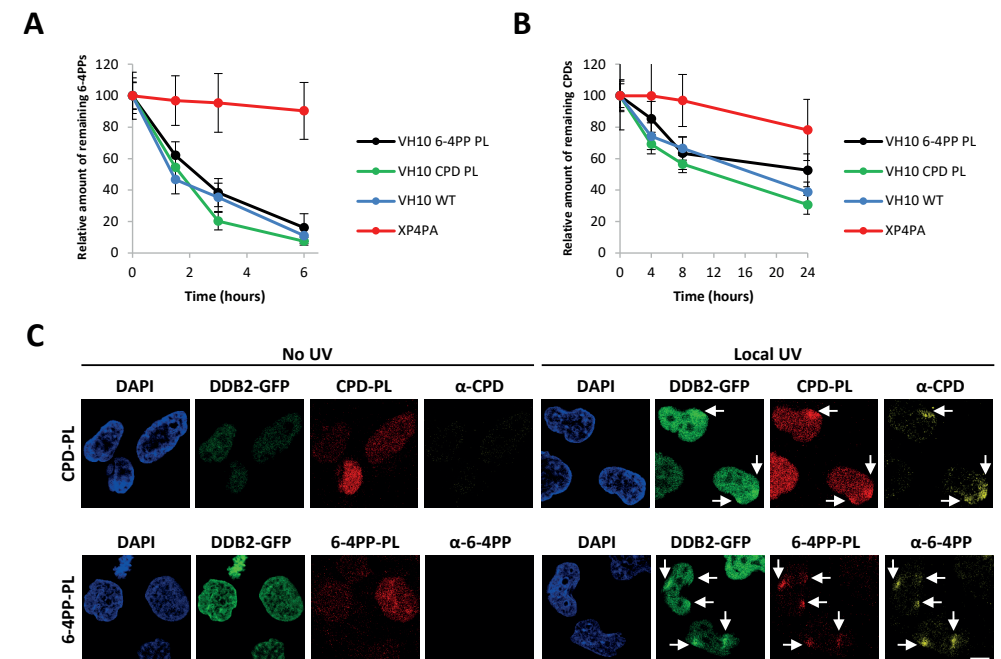 A
Relative amount of remaining 6-4PPs
120
100
80
60
40
20
0
0 2 4 6
Time (hours)
VH10 6-4PP PL
VH10 CPD PL
VH10 WT
XP4PA
B
Relative amount of remaining CPDs
120
100
80
60
40
20
0
0 4 8 12 16 20 24
Time (hours)
VH10 6-4PP PL
VH10 CPD PL
VH10 WT
XP4PA
C
No UV Local UV
DAPI DDB2-GFP CPD-PL α-CPD DAPI DDB2-GFP CPD-PL α-CPD
CPD-PL
DAPI DDB2-GFP 6-4PP-PL α-6-4PP DAPI DDB2-GFP 6-4PP-PL α-6-4PP
6-4PP-PL